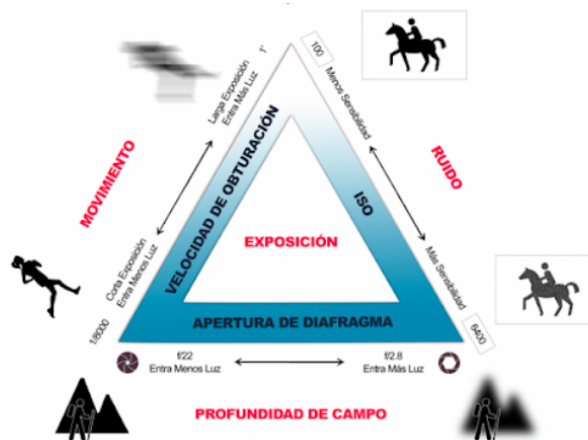 1'
100
Larga Exposición
Entra Más Luz
Menos Sensibilidad
MOVIMIENTO
VELOCIDAD DE OBTURACIÓN
ISO
RUIDO
EXPOSICIÓN
Corta Exposición
Entra Menos Luz
Más Sensibilidad
1/8000
6400
APERTURA DE DIAFRAGMA
f/22
Entra Menos Luz
f/2.8
Entra Más Luz
PROFUNDIDAD DE CAMPO